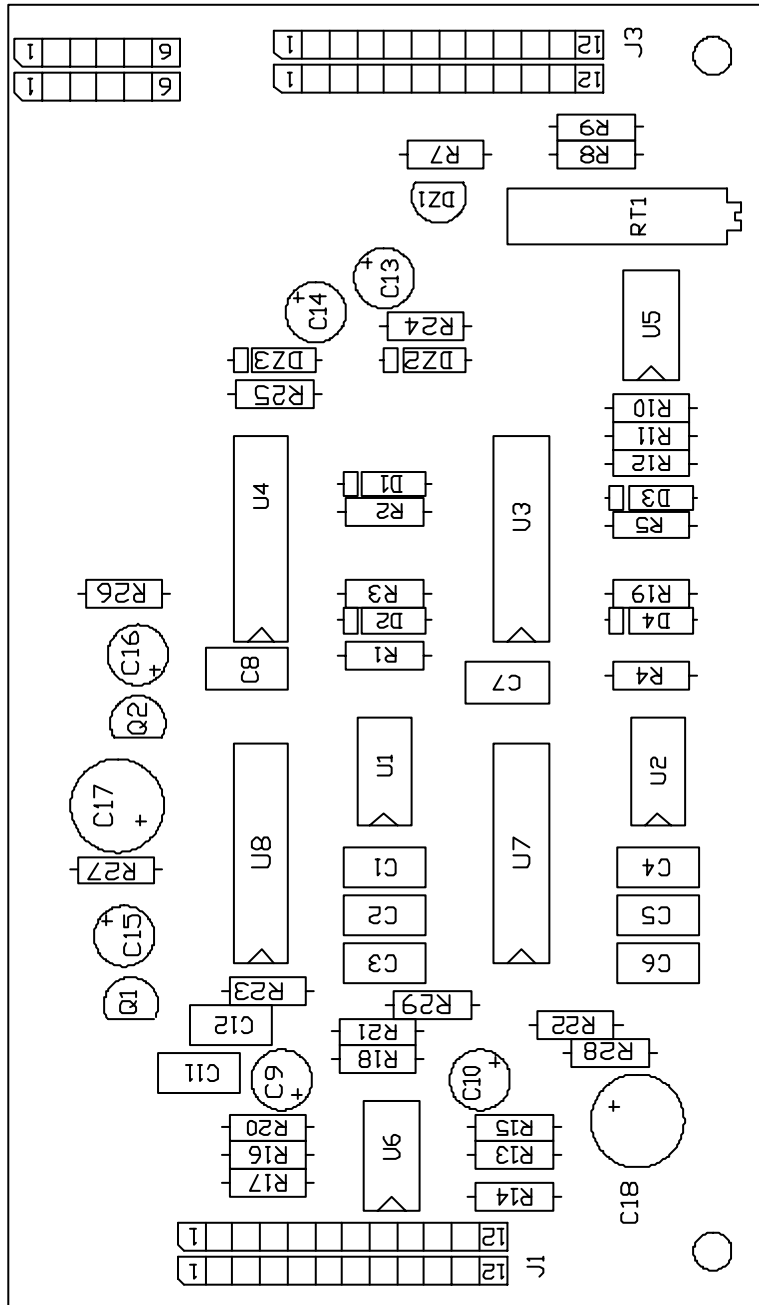 1 6
1 12
J3
1 6
1 12
R9
R7
R8
DZ1
RT1
+
C13
+
C14
R24
U5
DZ3
DZ2
R25
R10
R11
R12
U4
D1
U3
D3
R2
R5
R26
R3
R19
D2
D4
C16
+
R1
C8
C7
R4
Q2
U1
U2
C17
+
U8
U7
R27
C1
C4
+
C15
C2
C5
C3
C6
Q1
R23
R29
C12
R21
R22
R18
R28
C11
C9
+
C10
+
+
R20
R15
R16
U6
R13
R17
R14
C18
1 12
J1
1 12